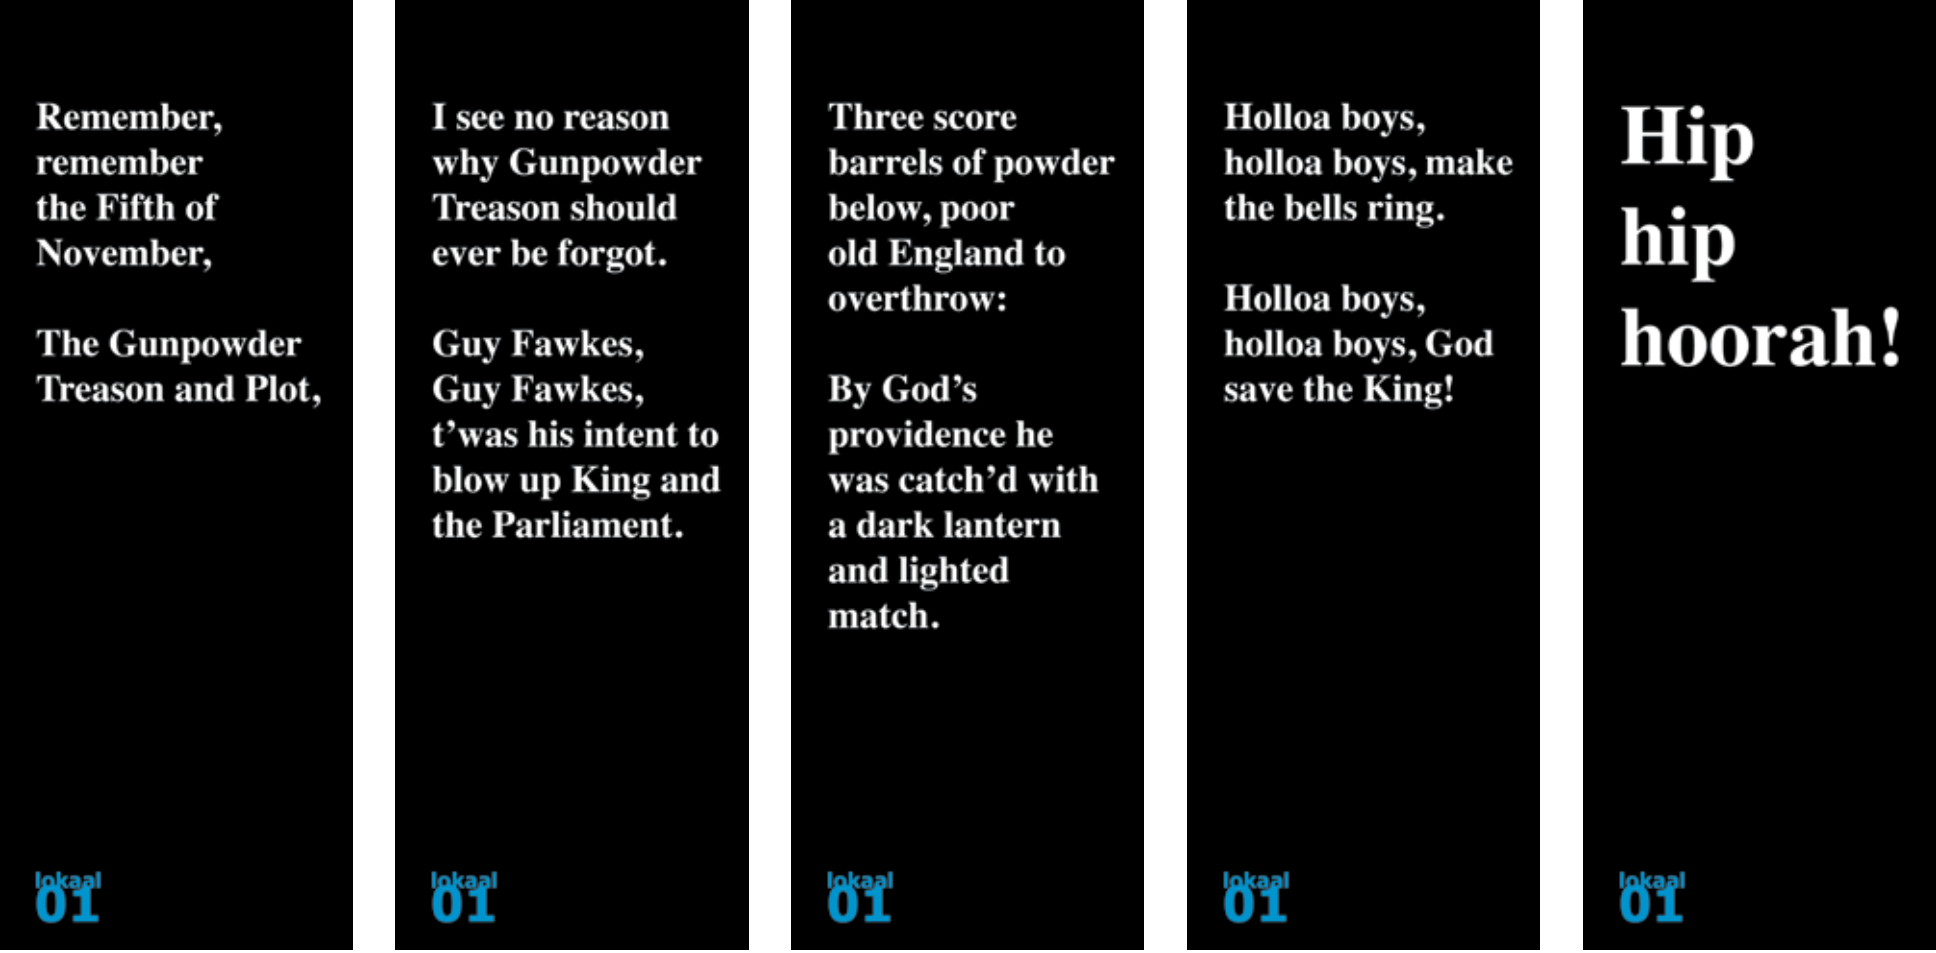 Remember,
remember
the Fifth of
November,
The Gunpowder
Treason and Plot,
lokaal
01
I see no reason
why Gunpowder
Treason should
ever be forgot.
Guy Fawkes,
Guy Fawkes,
t’was his intent to
blow up King and
the Parliament.
lokaal
01
Three score
barrels of powder
below, poor
old England to
overthrow:
By God’s
providence he
was catch’d with
a dark lantern
and lighted
match.
lokaal
01
Holloa boys,
holloa boys, make
the bells ring.
Holloa boys,
holloa boys, God
save the King!
lokaal
01
Hip
hip
hoorah!
lokaal
01